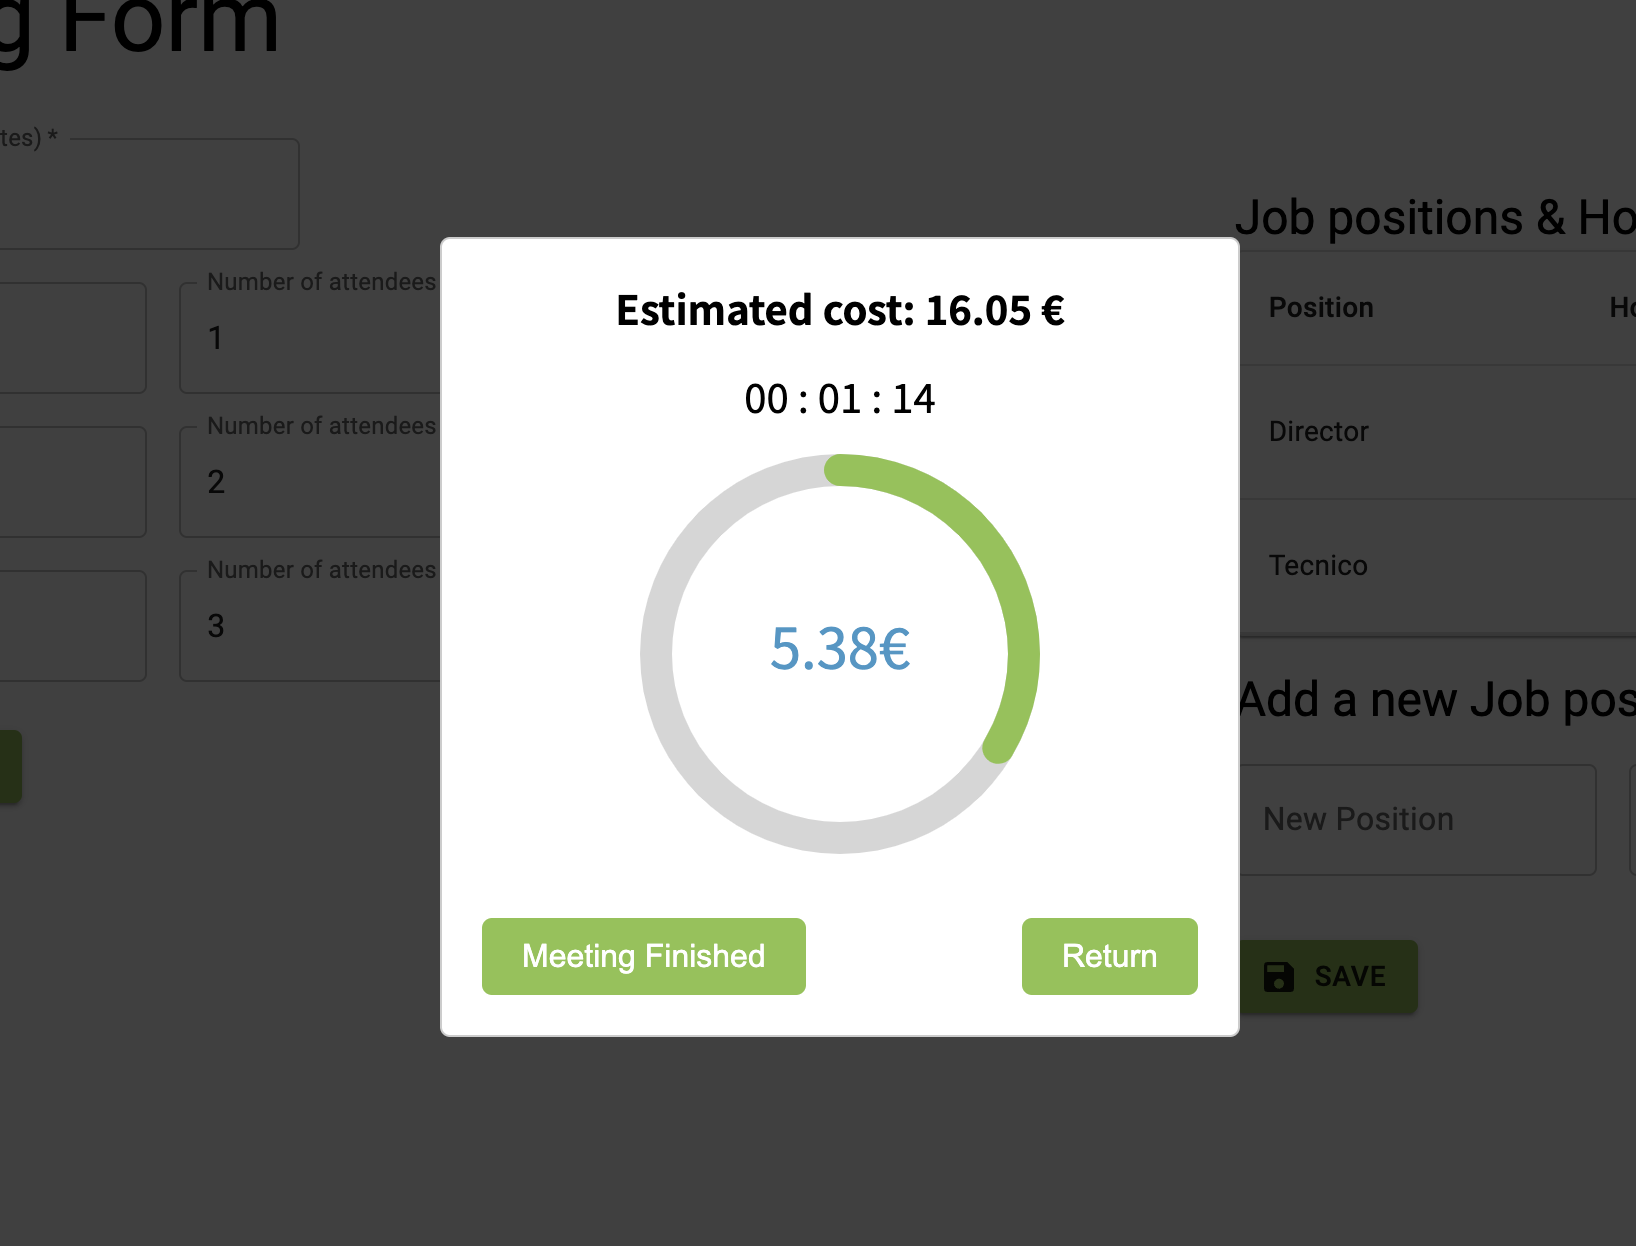 g Form
tes) *
Number of attendees
1
Number of attendees
2
Number of attendees
3
Estimated cost: 16.05 €
00 : 01 : 14
5.38€
Meeting Finished
Return
Job positions & Ho
Position
Ho
Director
Tecnico
Add a new Job pos
New Position
SAVE